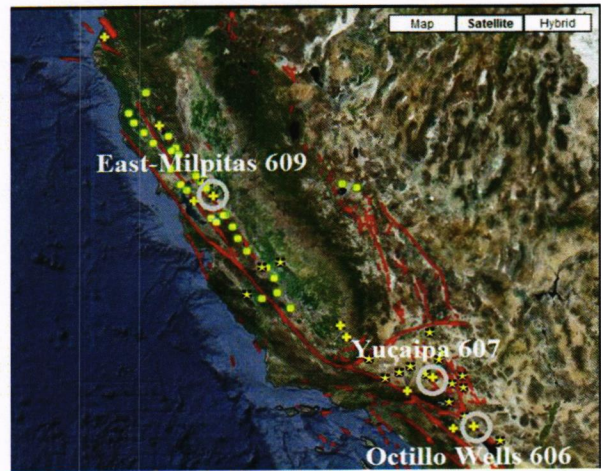 Map Satellite Hybrid
East-Milpitas 609
Yucaipa 607
Octillo Wells 606